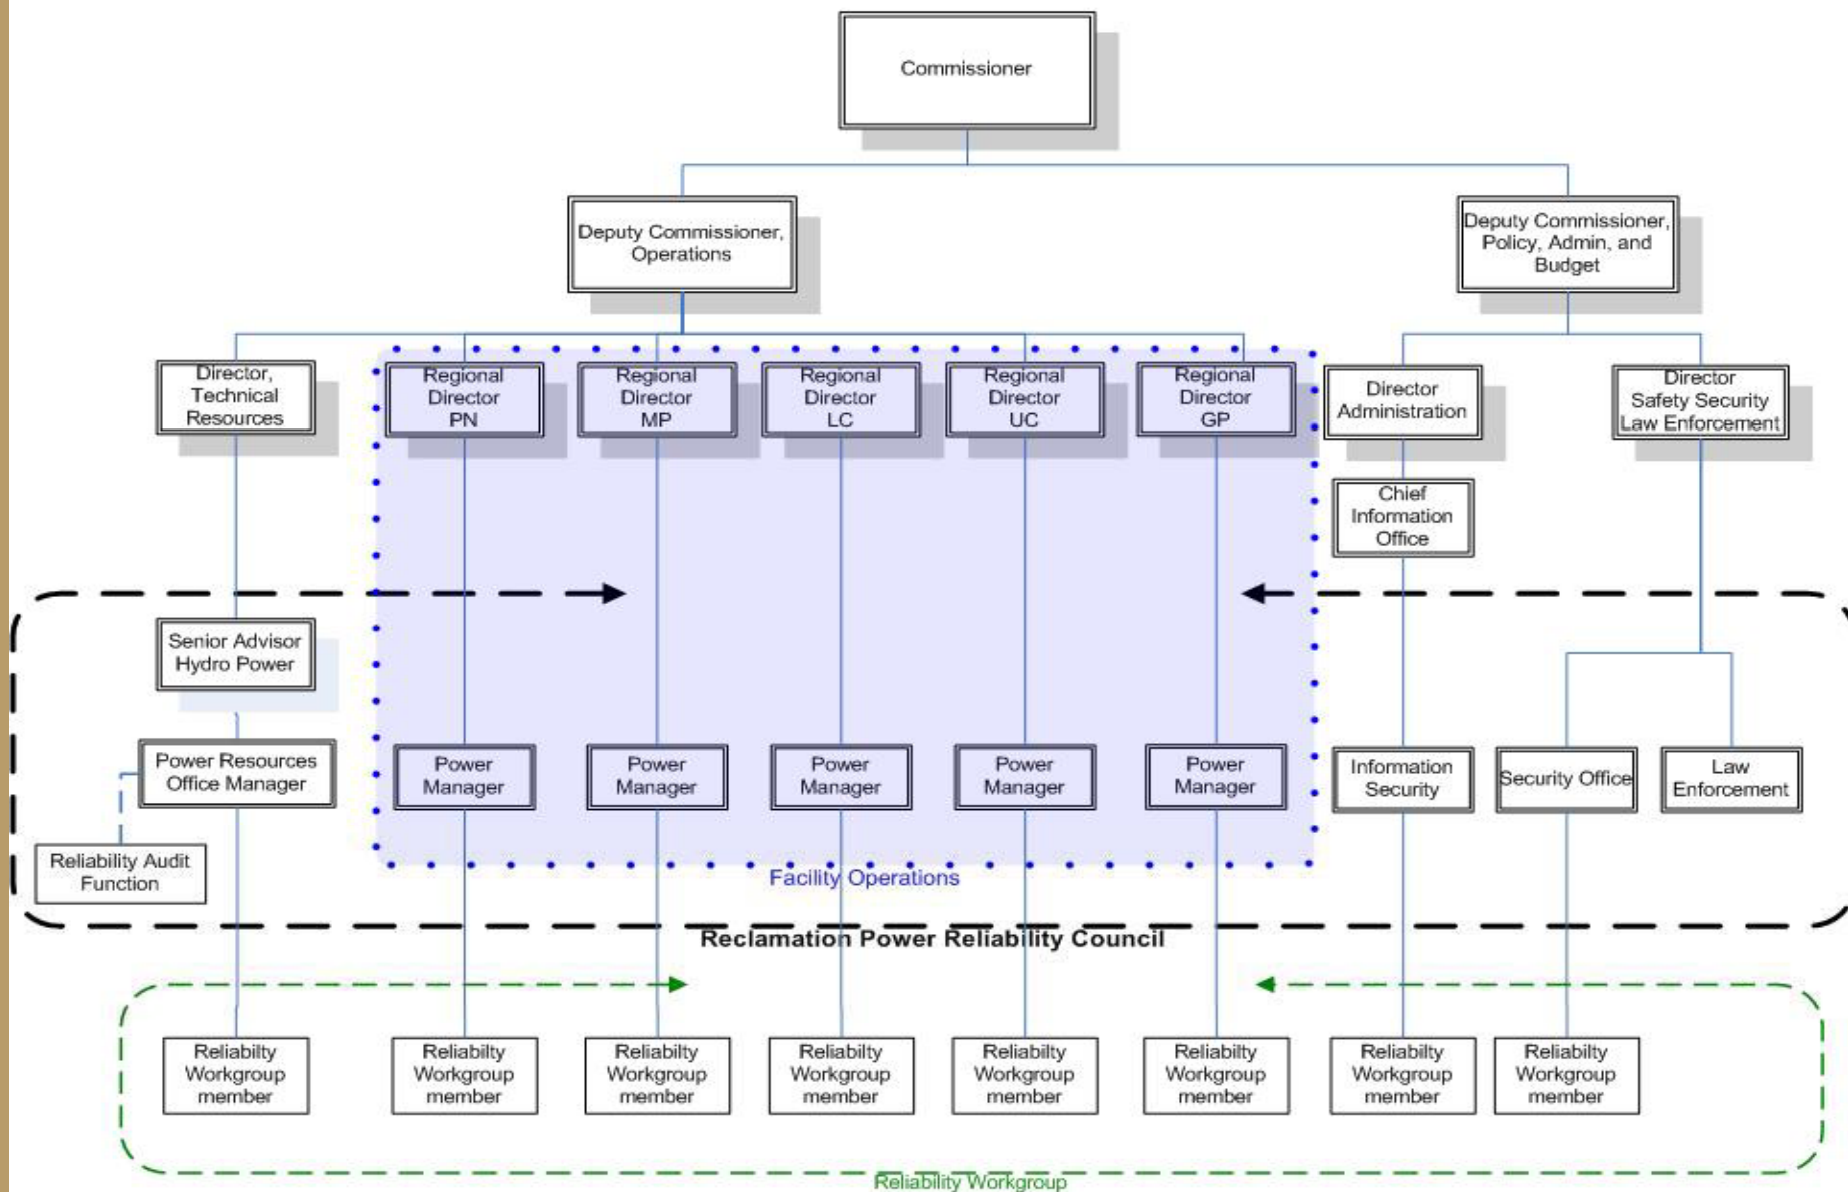 Commissioner
Deputy Commissioner,
Operations
Deputy Commissioner,
Policy, Admin, and
Budget
Director,
Technical
Resources
Regional
Director
PN
Regional
Director
MP
Regional
Director
LC
Regional
Director
UC
Regional
Director
GP
Director
Administration
Director
Safety Security
Law Enforcement
Chief
Information
Office
Senior Advisor
Hydro Power
Power Resources
Office Manager
Power
Manager
Power
Manager
Power
Manager
Power
Manager
Power
Manager
Information
Security
Security Office
Law
Enforcement
Reliability Audit
Function
Facility Operations
Reclamation Power Reliability Council
Reliabilty
Workgroup
member
Reliabilty
Workgroup
member
Reliabilty
Workgroup
member
Reliabilty
Workgroup
member
Reliabilty
Workgroup
member
Reliabilty
Workgroup
member
Reliabilty
Workgroup
member
Reliabilty
Workgroup
member
Reliability Workgroup